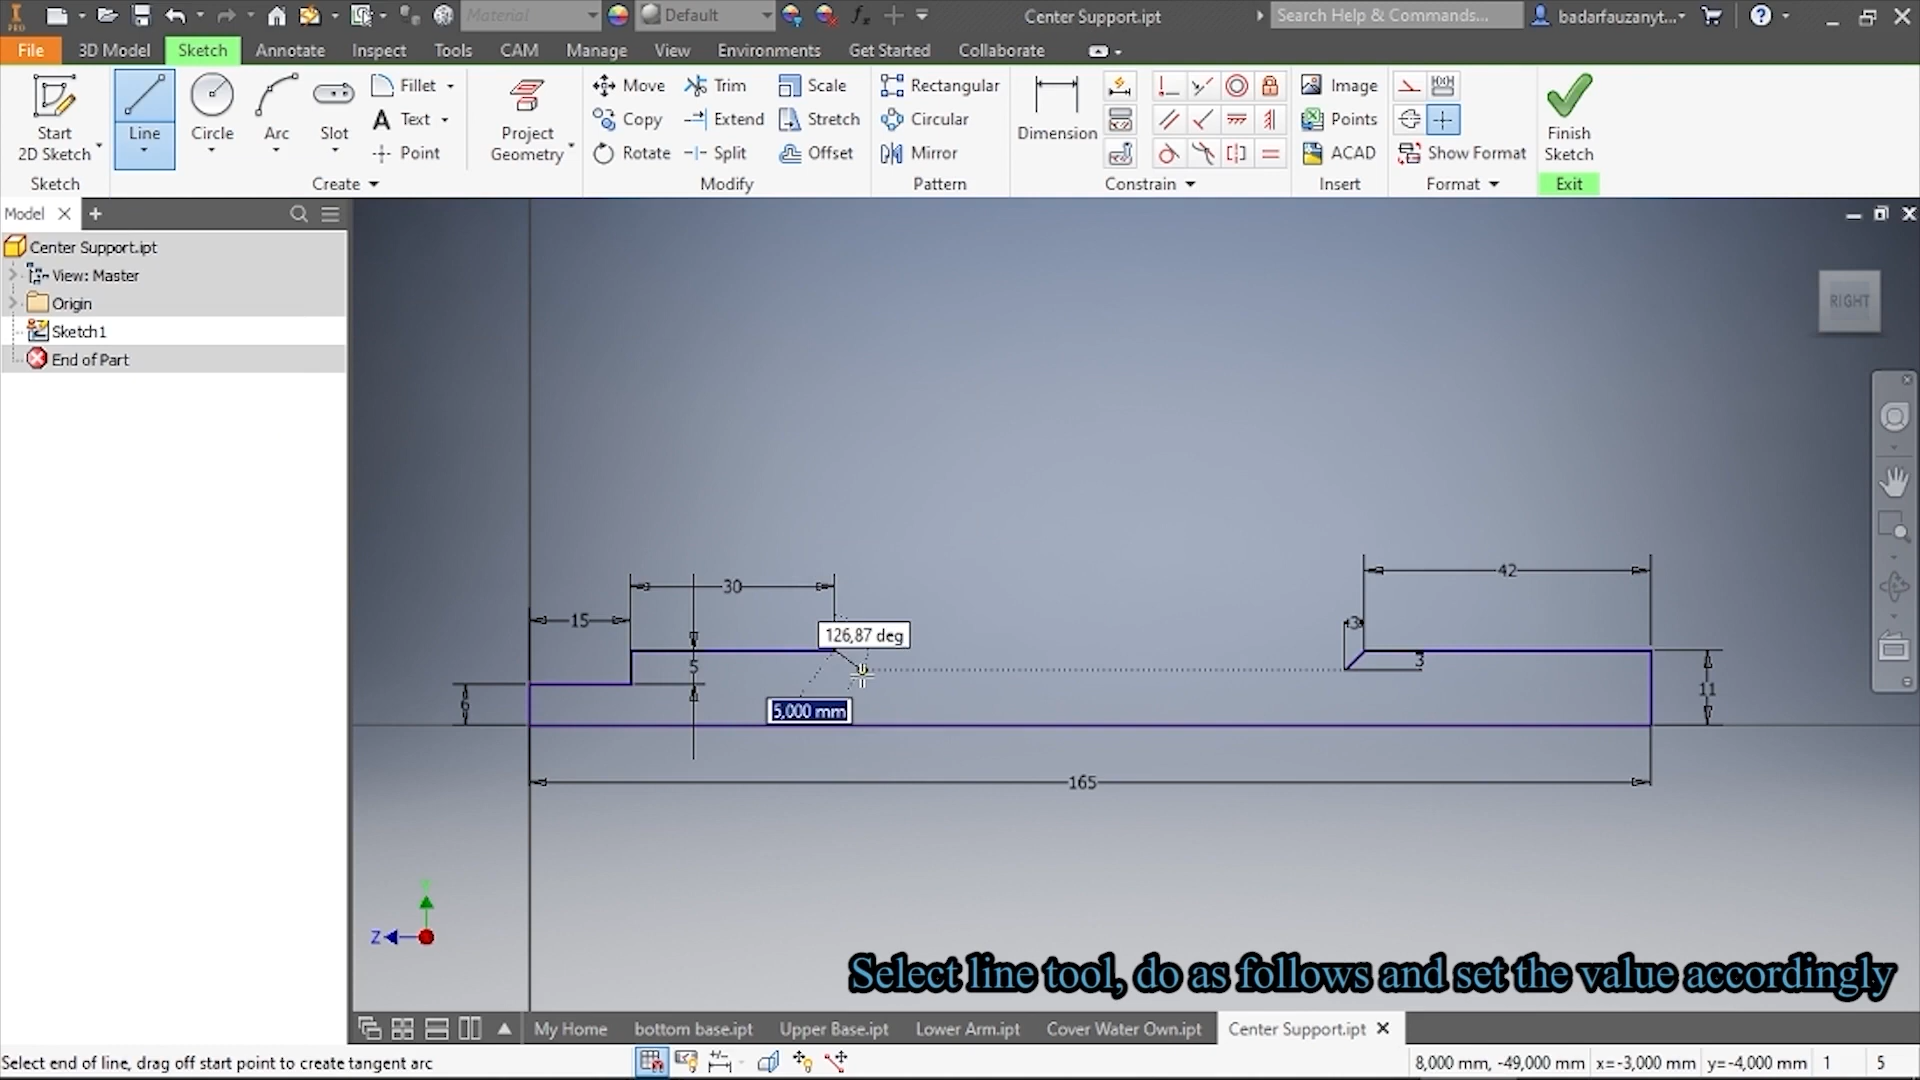 PRO
Material
Default
fx
Center Support.ipt
Search Help & Commands...
badarfauzanyt...
File 3D Model Sketch Annotate Inspect Tools CAM Manage View Environments Get Started Collaborate
Start
2D Sketch
Line
Circle
Arc
Slot
Fillet
Text
Point
Project
Geometry
Move
Copy
Rotate
Trim
Extend
Split
Scale
Stretch
Offset
Rectangular
Circular
Mirror
Dimension
Image
Points
ACAD
Show Format
Finish
Sketch
Sketch
Create
Modify
Pattern
Constrain
Insert
Format
Exit
Model
Center Support.ipt
View: Master
Origin
Sketch1
End of Part
RIGHT
42
30
15
3
126,87 deg
5
3
6
11
5,000 mm
165
Z
Y
Select line tool, do as follows and set the value accordingly
My Home
bottom base.ipt
Upper Base.ipt
Lower Arm.ipt
Cover Water Own.ipt
Center Support.ipt
Select end of line, drag off start point to create tangent arc
8,000 mm, -49,000 mm
x=-3,000 mm
y=-4,000 mm
1
5